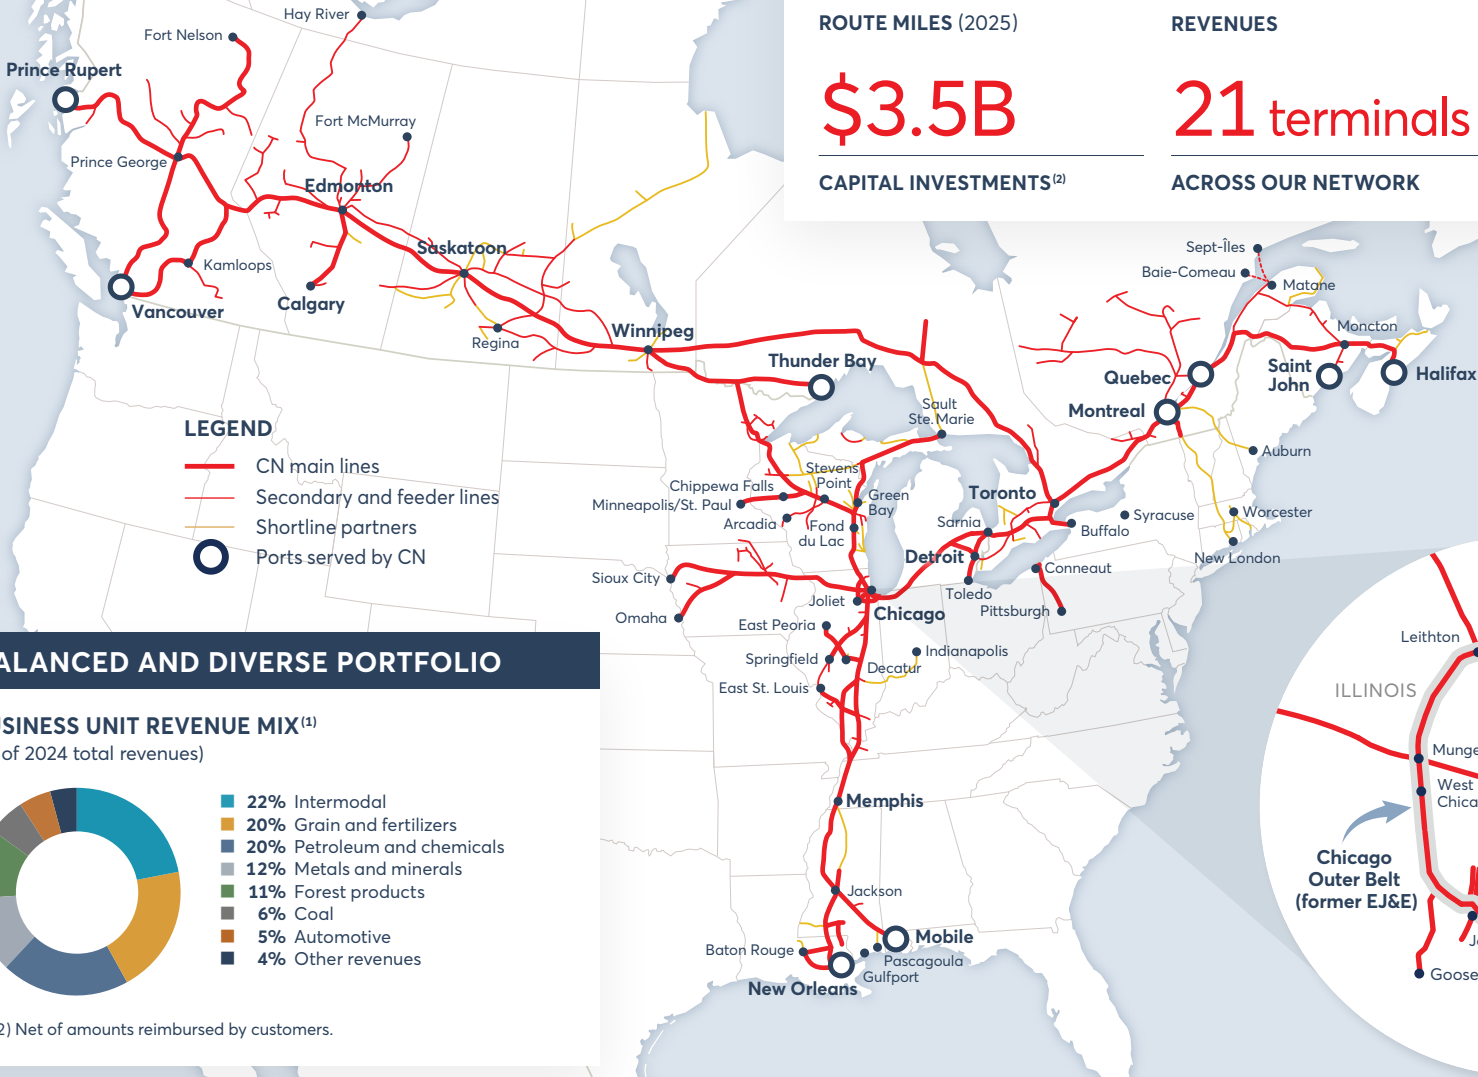 ROUTE MILES (2025)
REVENUES
$3.5B
21 terminals
CAPITAL INVESTMENTS(2)
ACROSS OUR NETWORK
Hay River
Fort Nelson
Prince Rupert
Fort McMurray
Prince George
Edmonton
Saskatoon
Kamloops
Calgary
Vancouver
Regina
Winnipeg
Thunder Bay
Sept-Îles
Baie-Comeau
Matane
Moncton
Saint
John
Halifax
Quebec
Montreal
Sault
Ste. Marie
Auburn
LEGEND
CN main lines
Secondary and feeder lines
Shortline partners
Ports served by CN
Stevens
Point
Chippewa Falls
Minneapolis/St. Paul
Arcadia
Green
Bay
Fond
du Lac
Toronto
Sarnia
Detroit
Buffalo
Syracuse
Worcester
New London
Conneaut
Toledo
Pittsburgh
Sioux City
Omaha
Joliet
Chicago
East Peoria
Springfield
Decatur
Indianapolis
East St. Louis
Memphis
Jackson
Baton Rouge
Mobile
Pascagoula
Gulfport
New Orleans
Leithton
ILLINOIS
Munge
West
Chica
Chicago
Outer Belt
(former EJ&E)
Jo
Goose
ALANCED AND DIVERSE PORTFOLIO
USINESS UNIT REVENUE MIX(1)
of 2024 total revenues)
22% Intermodal
20% Grain and fertilizers
20% Petroleum and chemicals
12% Metals and minerals
11% Forest products
6% Coal
5% Automotive
4% Other revenues
2) Net of amounts reimbursed by customers.